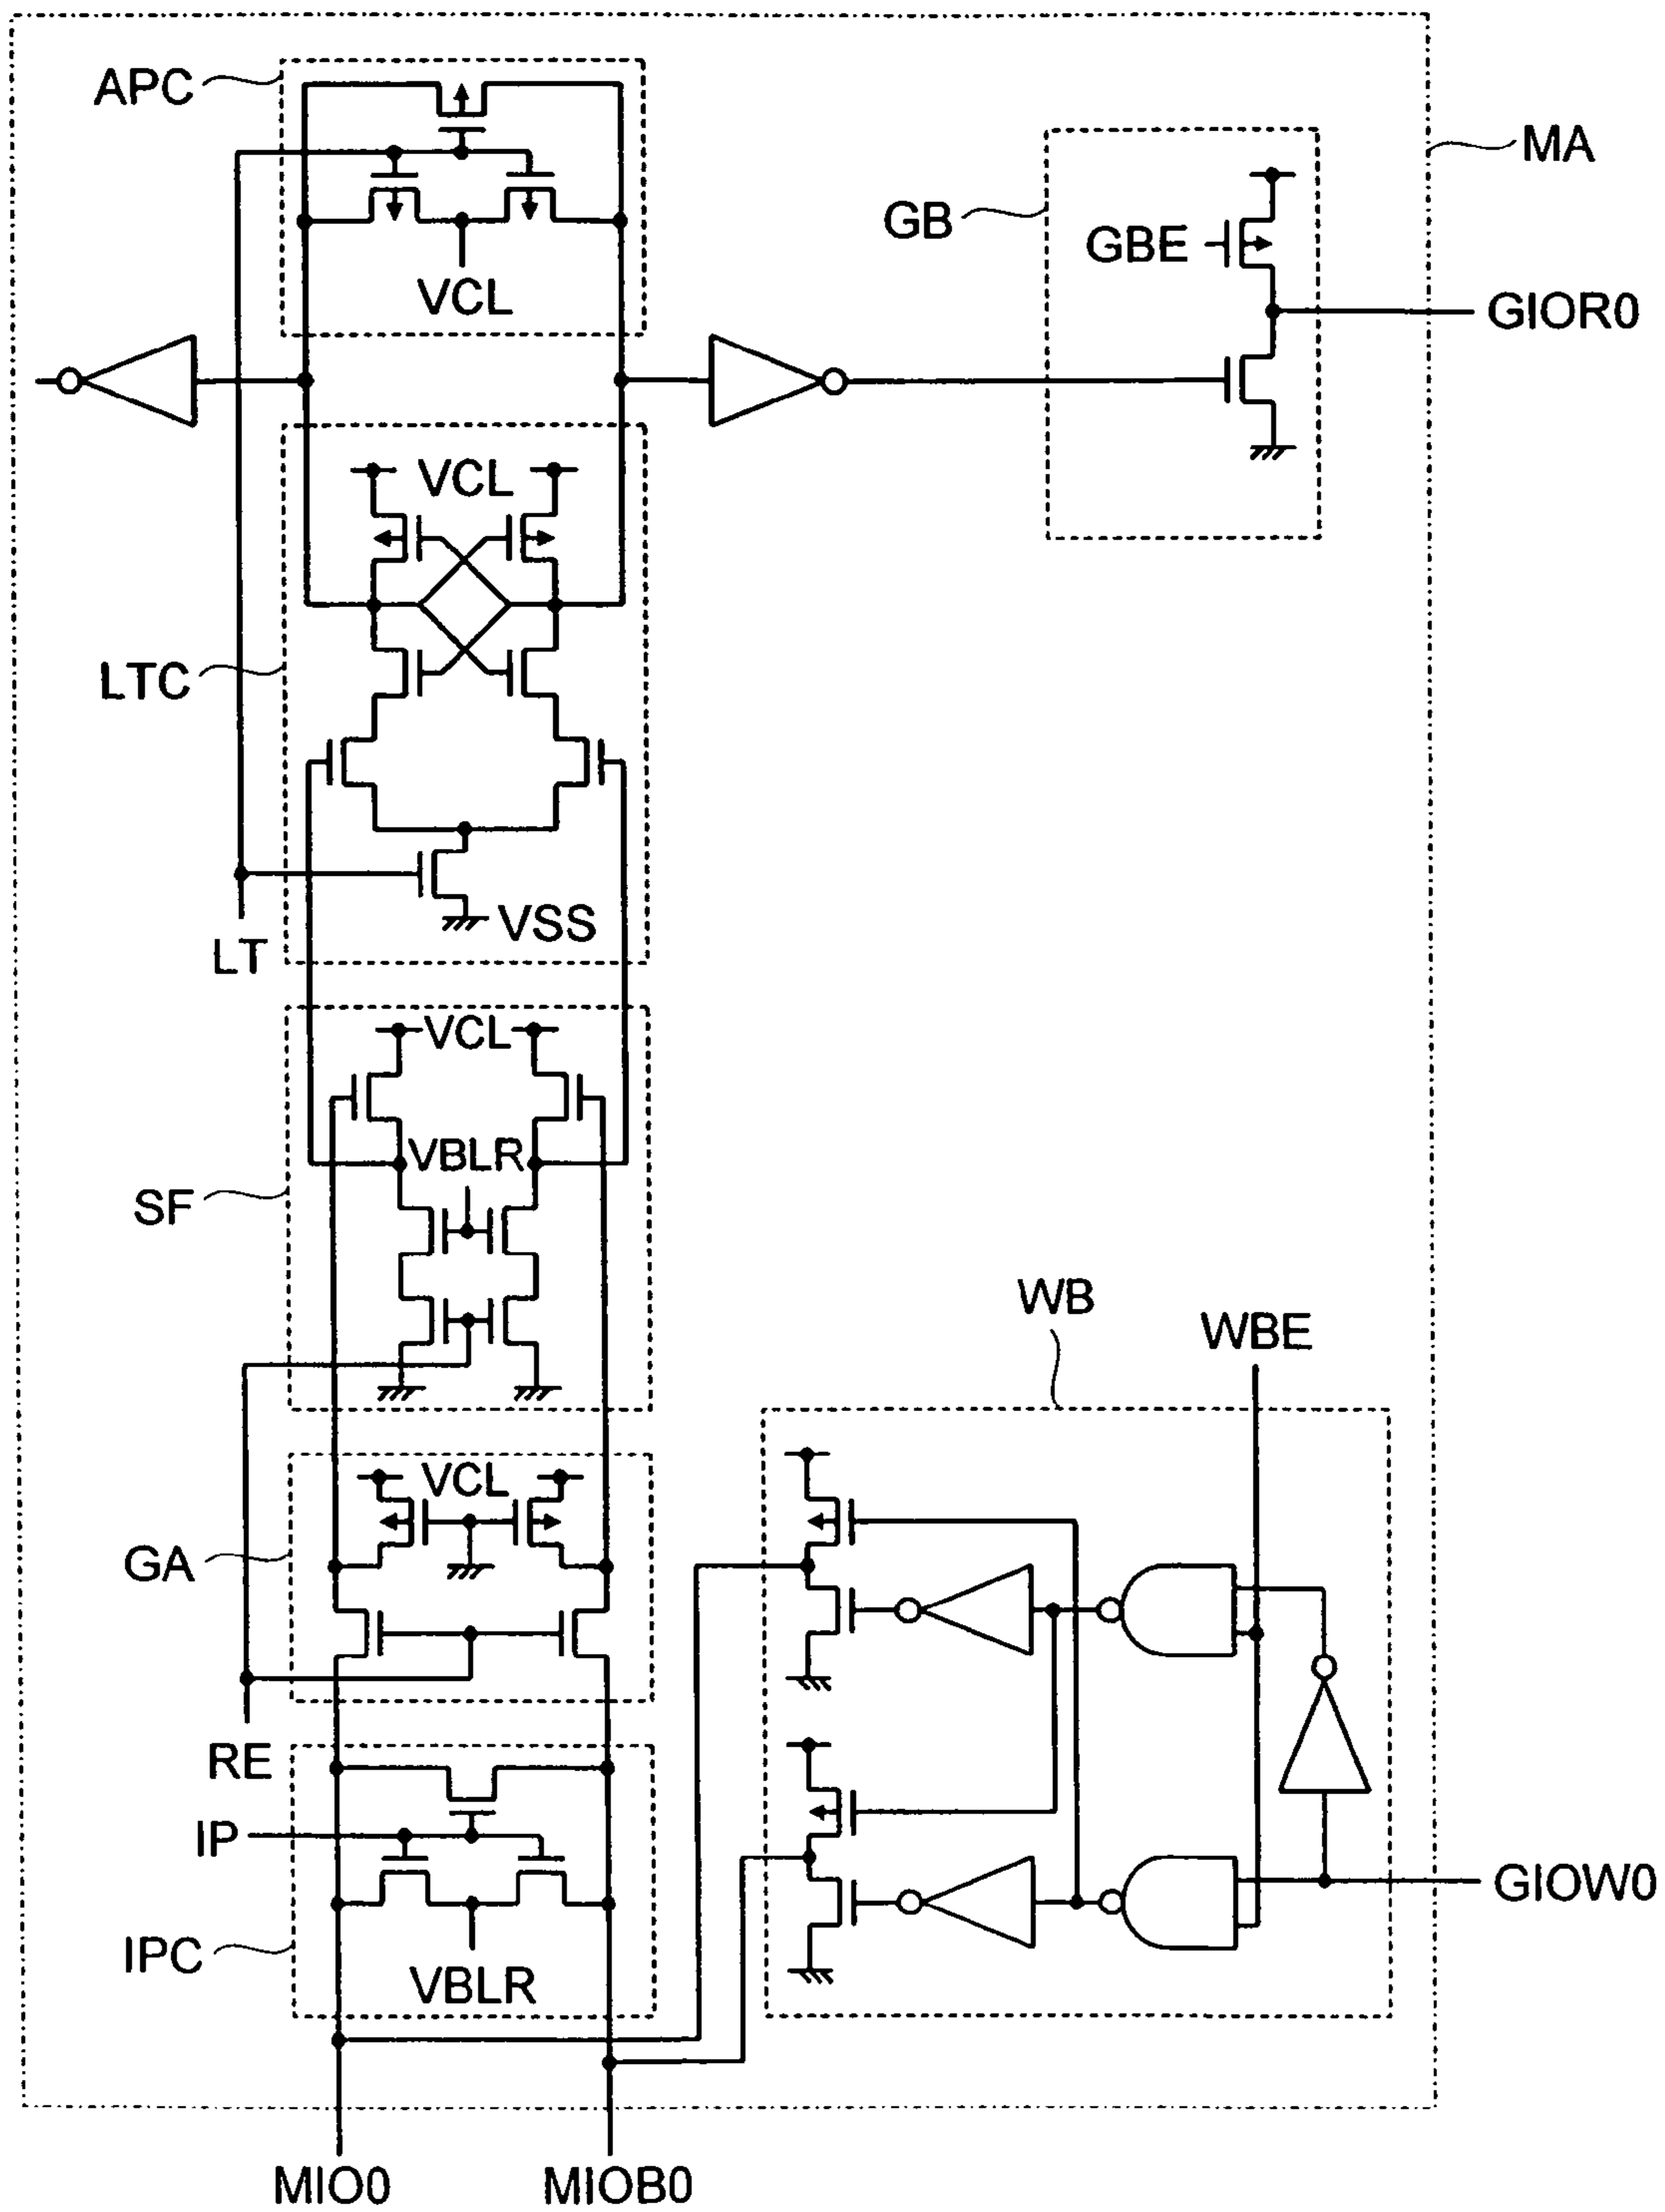 APC
MA
GB
GBE
VCL
GIOR0
VCL
LTC
VSS
LT
VCL
VBLR
SF
WB
WBE
VCL
GA
RE
IP
GIOW0
IPC
VBLR
MIO0
MIOB0